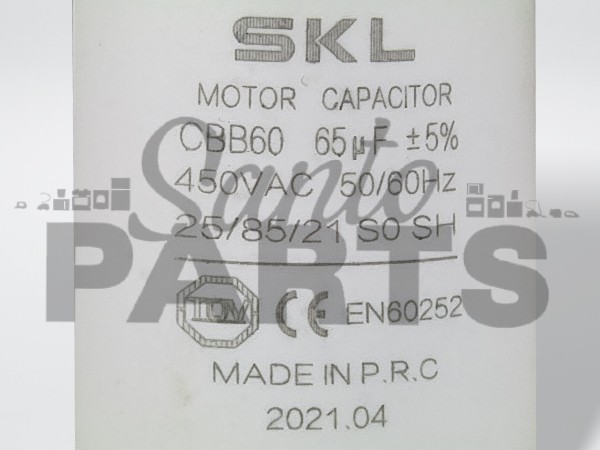 SKL
MOTOR CAPACITOR
CBB60 65μF ±5%
450VAC 50/60Hz
25/85/21 S0 SH
Santo
PARTS
CE EN60252
MADE IN P.R.C
2021.04